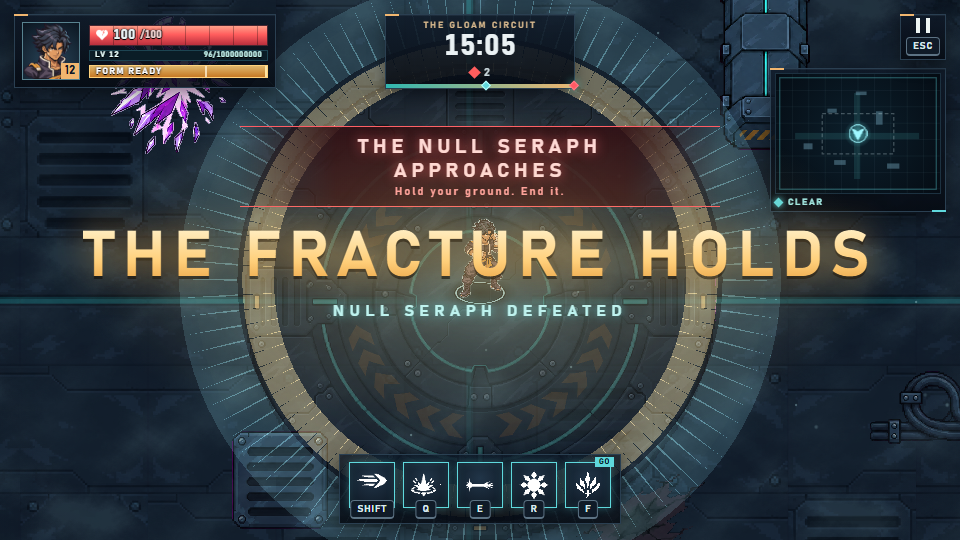 100 /100
LV 12
96/1000000000
FORM READY
12
THE GLOAM CIRCUIT
15:05
2
ESC
CLEAR
THE NULL SERAPH
APPROACHES
Hold your ground. End it.
THE FRACTURE HOLDS
NULL SERAPH DEFEATED
GO
SHIFT
Q
E
R
F